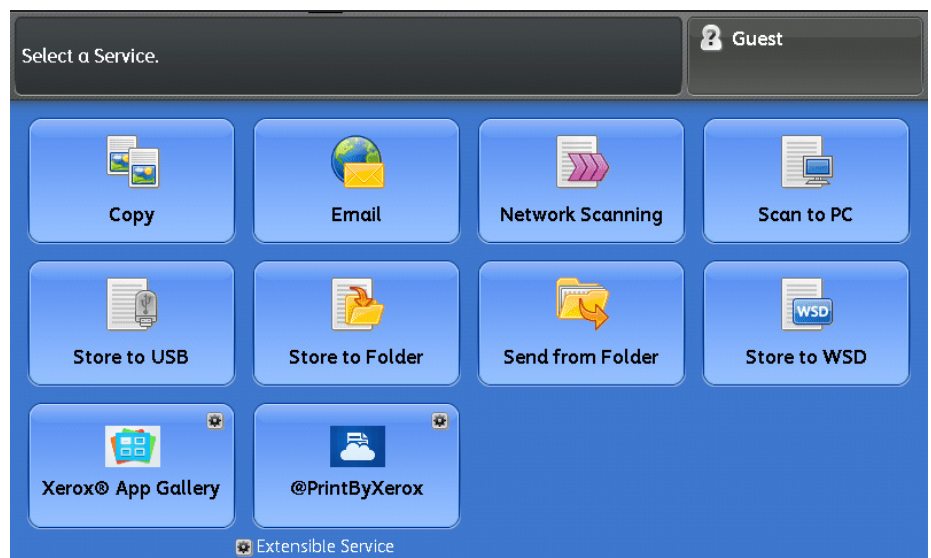 Select a Service.
Guest
Copy
Email
Network Scanning
Scan to PC
Store to USB
Store to Folder
Send from Folder
WSD
Store to WSD
Xerox® App Gallery
@PrintByXerox
Extensible Service